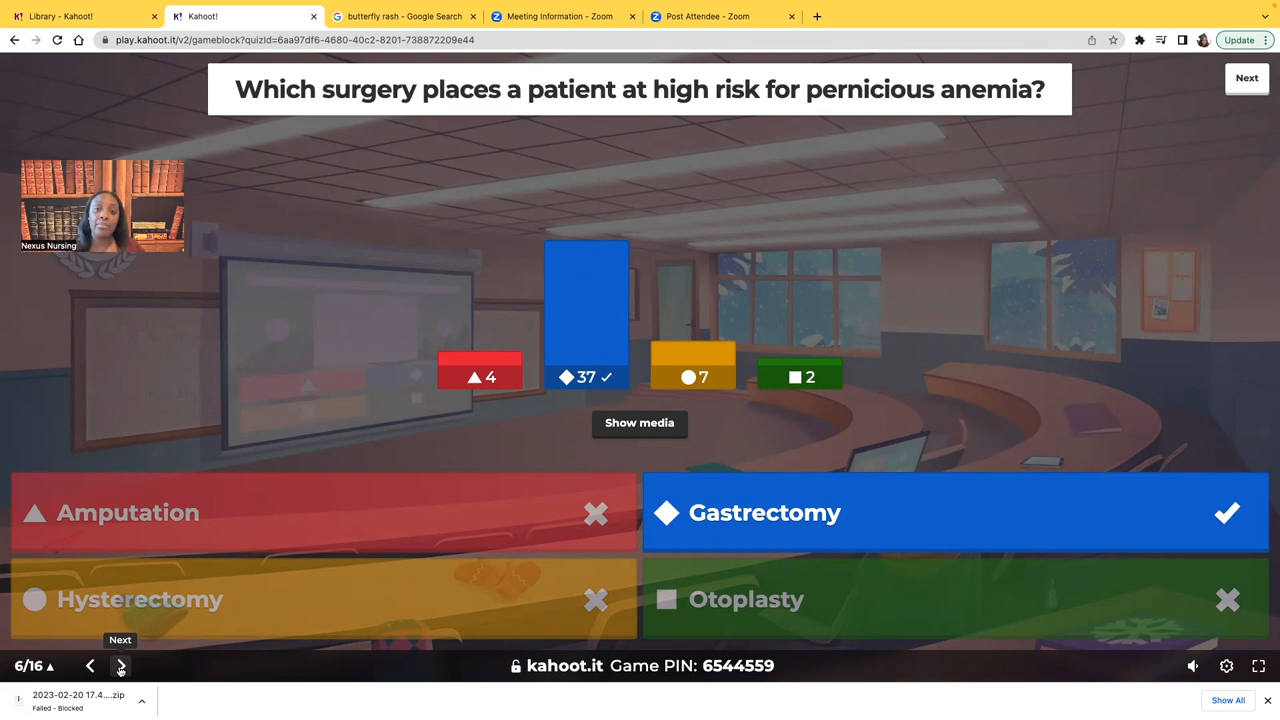 Library - Kahoot!
Kahoot!
butterfly rash - Google Search
Meeting Information - Zoom
Post Attendee - Zoom
play.kahoot.it/v2/gameblock?quizId=6aa97df6-4680-40c2-8201-738872209e44
Update
Which surgery places a patient at high risk for pernicious anemia?
Next
Nexus Nursing
4
37
7
2
Show media
Amputation
Gastrectomy
Hysterectomy
Otoplasty
Next
6/16
kahoot.it Game PIN: 6544559
2023-02-20 17.4....zip
Failed - Blocked
Show All